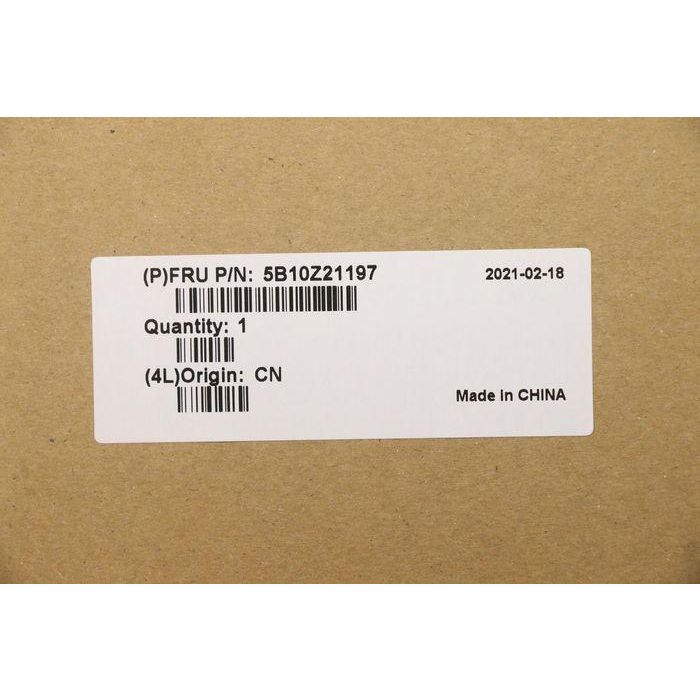 (P)FRU P/N: 5B10Z21197
2021-02-18
Quantity: 1
(4L)Origin: CN
Made in CHINA